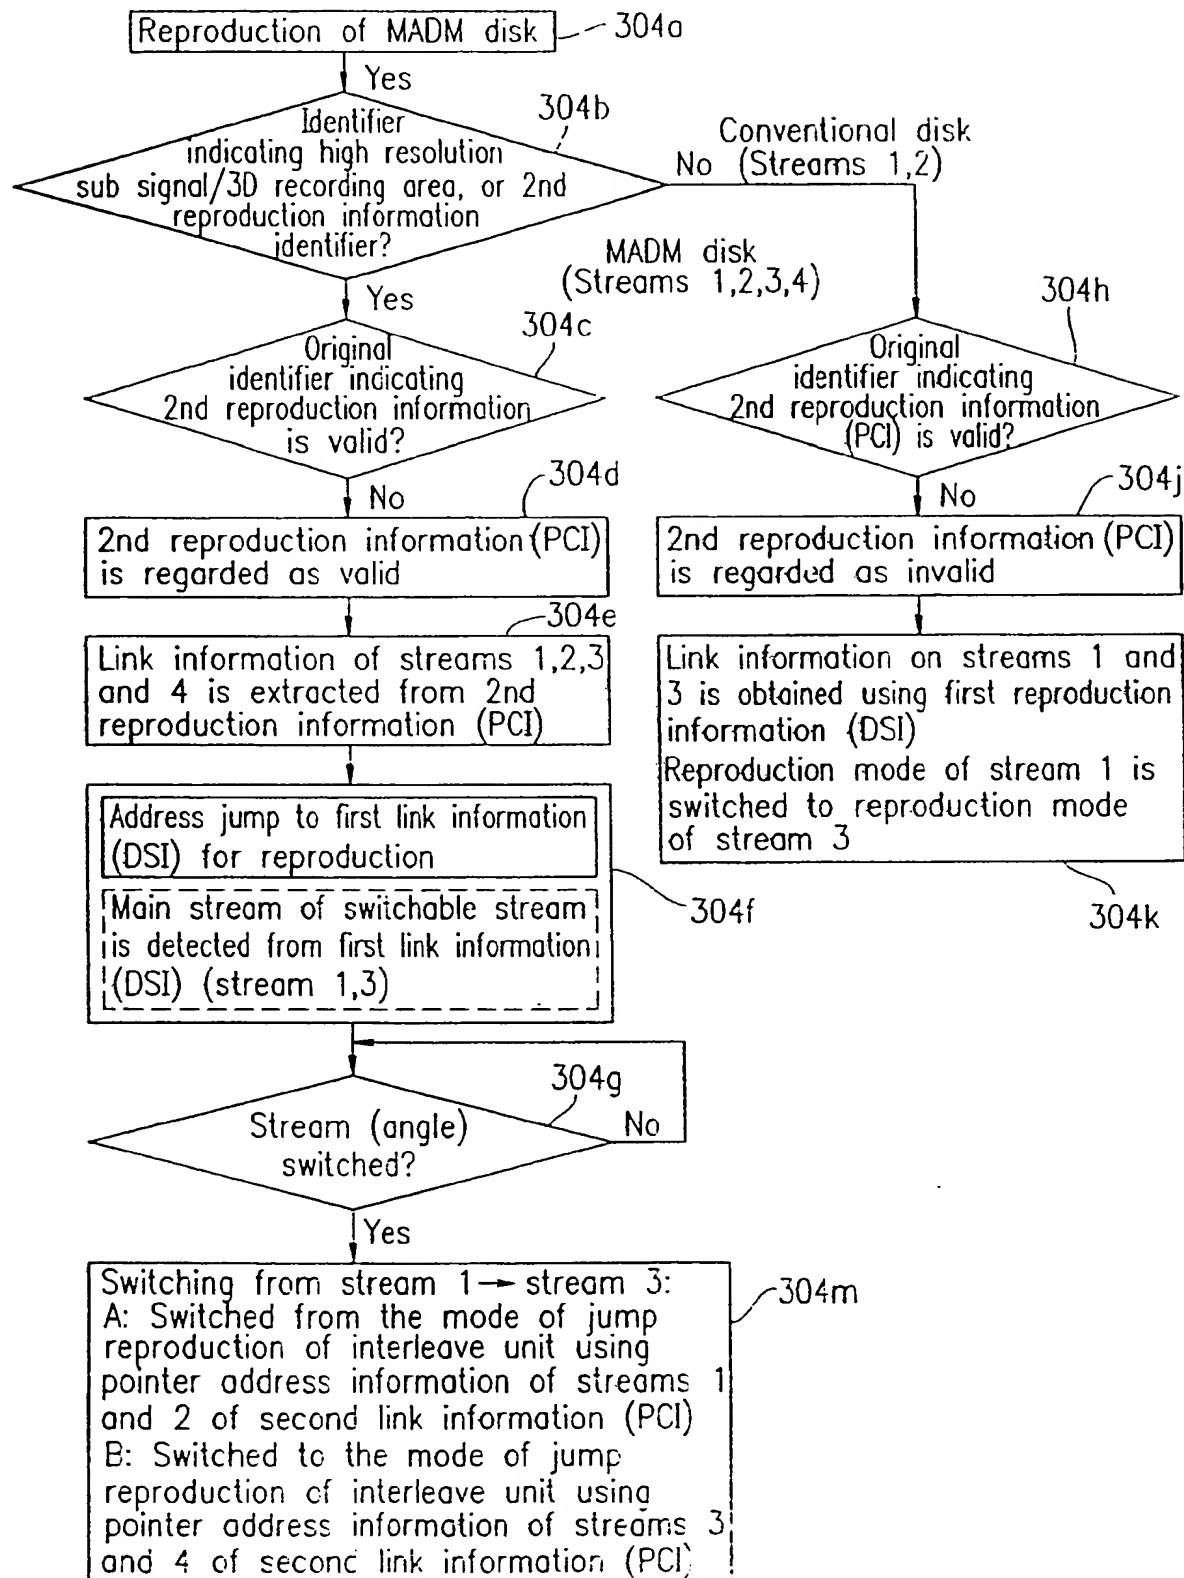 Reproduction of MADM disk
304a
Yes
304b
Identifier
indicating high resolution
sub signal/3D recording area, or 2nd
reproduction information
identifier?
Conventional disk
No (Streams 1,2)
Yes
MADM disk
(Streams 1,2,3,4)
304c
Original
identifier indicating
2nd reproduction information
is valid?
304h
Original
identifier indicating
2nd reproduction information
(PCI) is valid?
304d
No
2nd reproduction information (PCI)
is regarded as valid
304j
No
2nd reproduction information (PCI)
is regarded as invalid
304e
Link information of streams 1,2,3
and 4 is extracted from 2nd
reproduction information (PCI)
Link information on streams 1 and
3 is obtained using first reproduction
information (DSI)
Reproduction mode of stream 1 is
switched to reproduction mode
of stream 3
304k
Address jump to first link information
(DSI) for reproduction
Main stream of switchable stream
is detected from first link information
(DSI) (stream 1,3)
304f
304g
Stream (angle)
switched?
No
Yes
Switching from stream 1→ stream 3:
A: Switched from the mode of jump
reproduction of interleave unit using
pointer address information of streams 1
and 2 of second link information (PCI)
B: Switched to the mode of jump
reproduction of interleave unit using
pointer address information of streams 3
and 4 of second link information (PCI)
304m